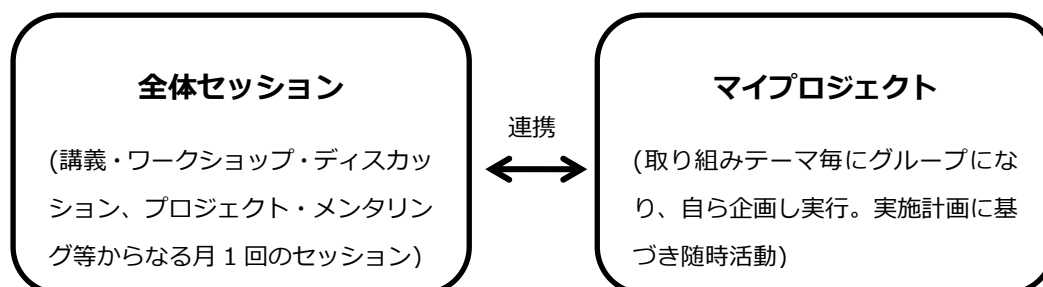 全体セッション
(講義・ワークショップ・ディスカッ
ション、プロジェクト・メンタリン
グ等からなる月 1 回のセッション)
連携
マイプロジェクト
(取り組みテーマ毎にグループにな
り、自ら企画し実行。実施計画に基
づき随時活動)